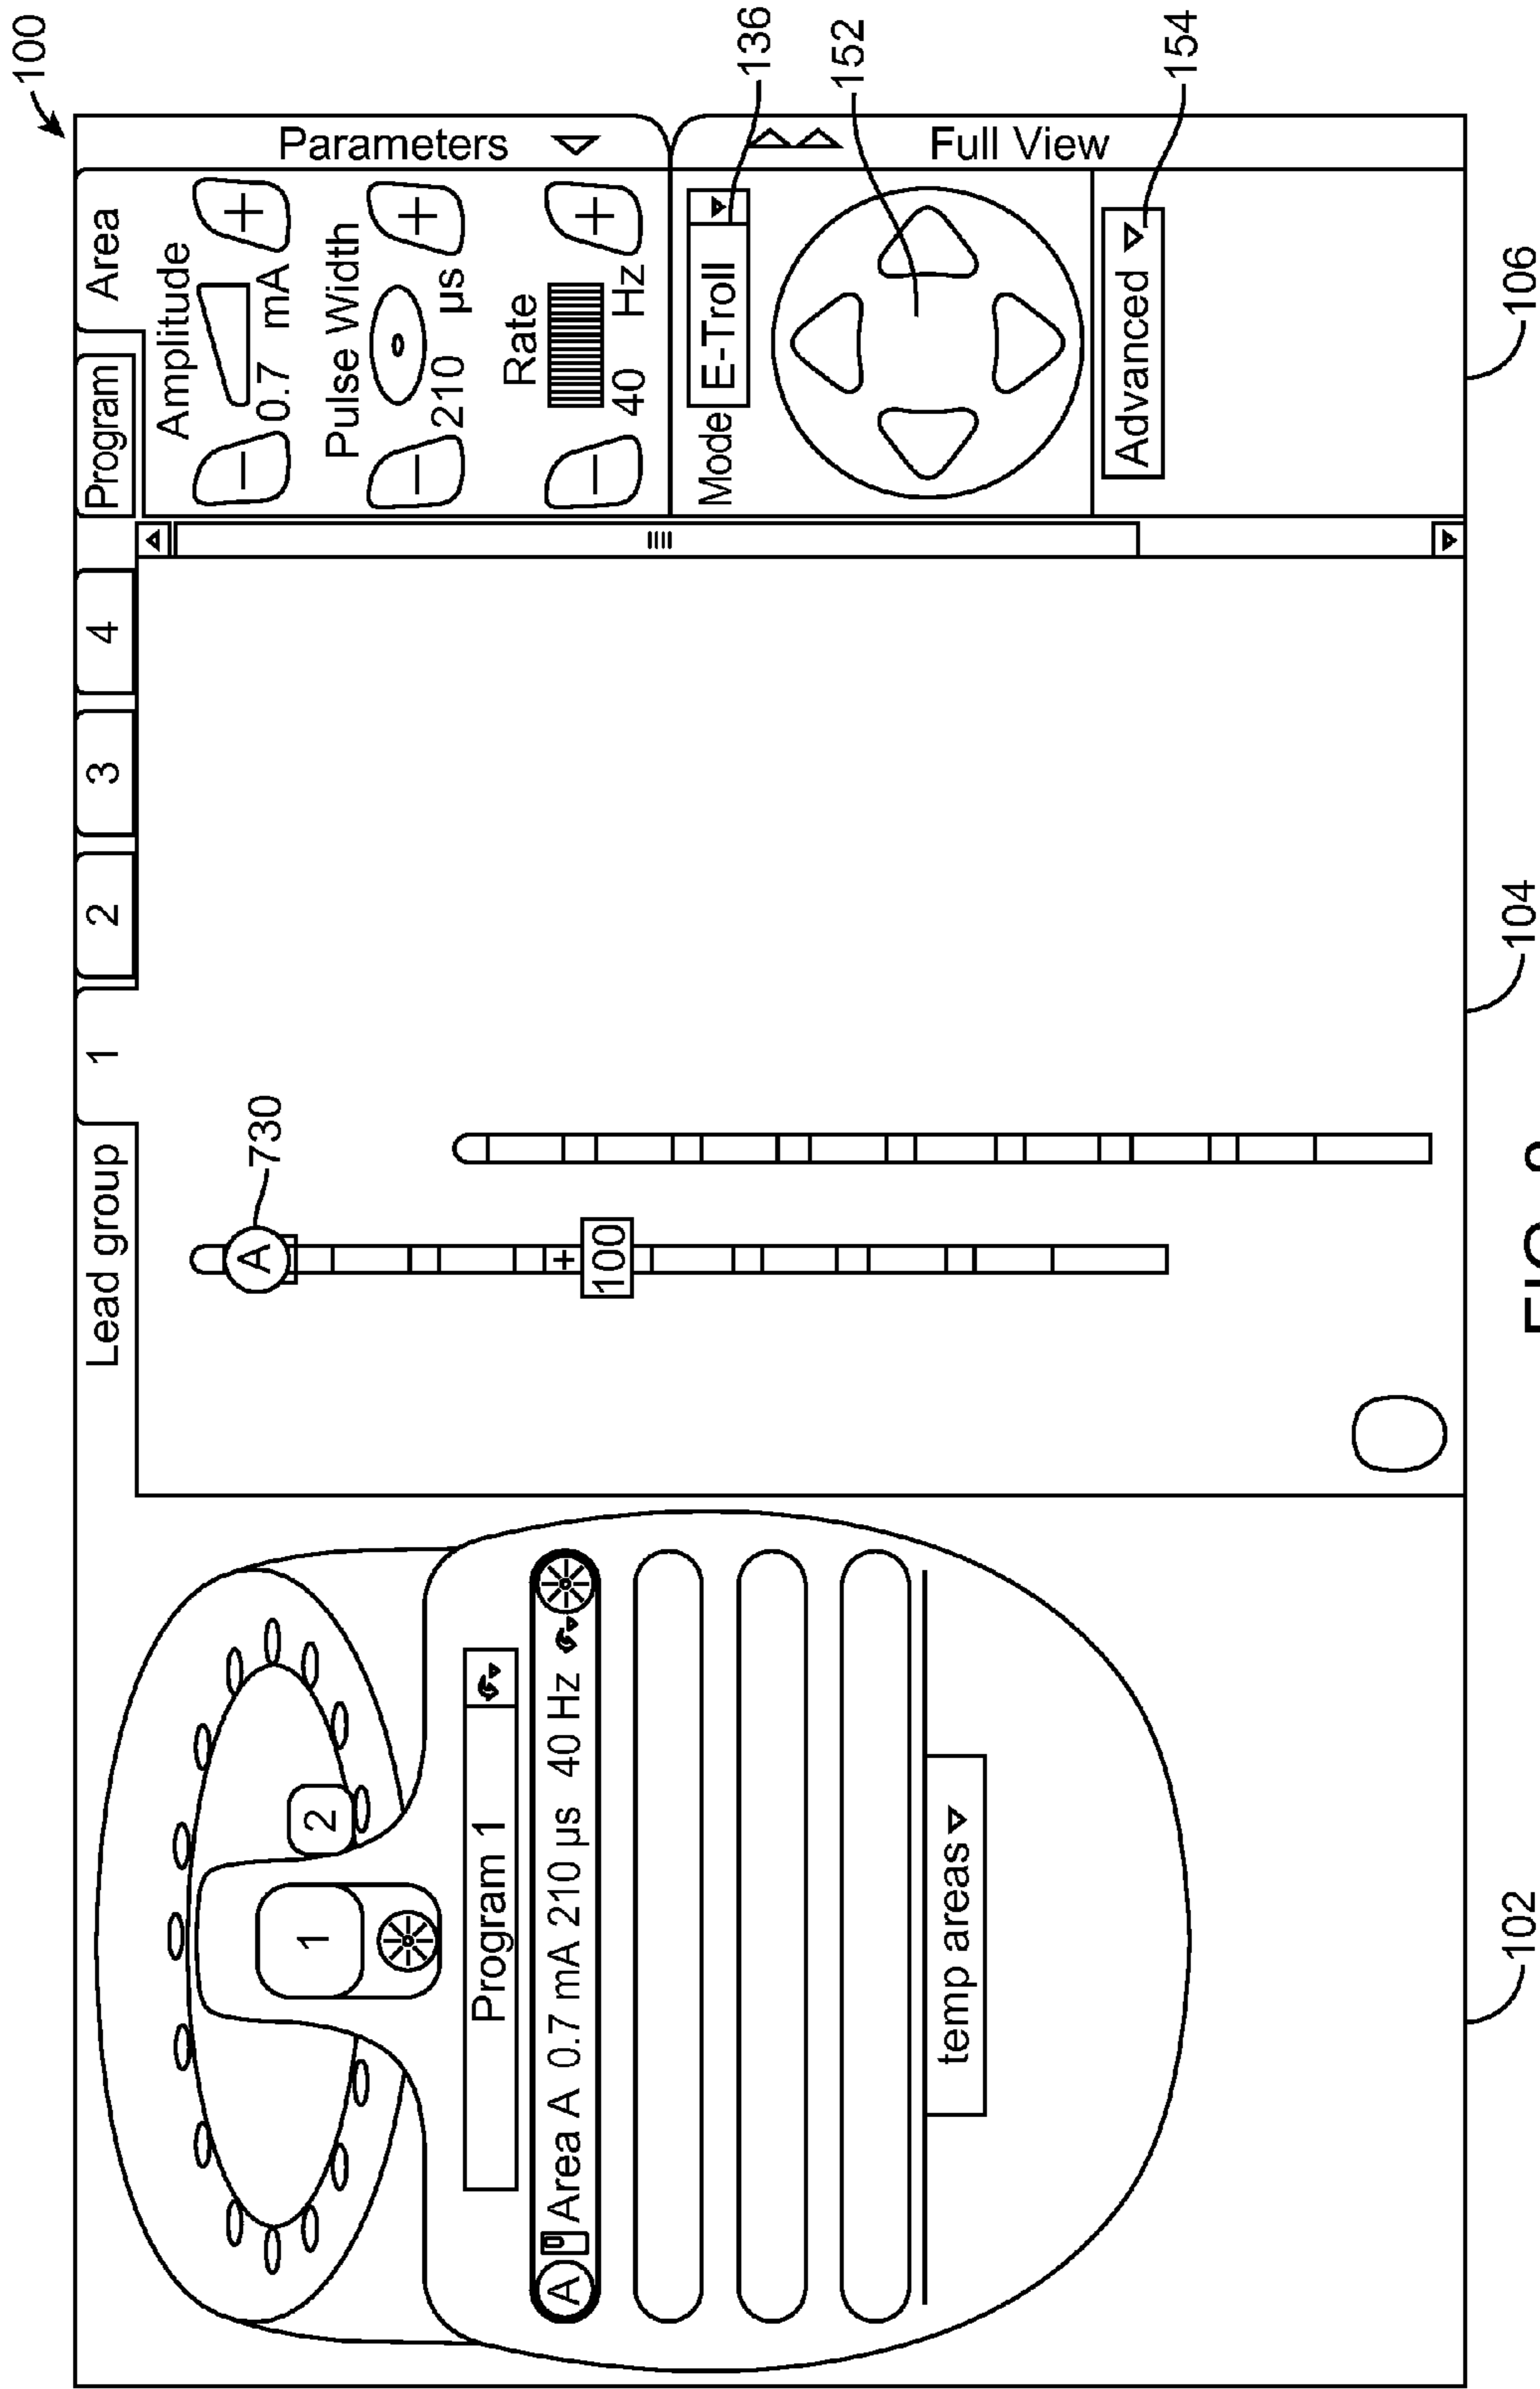 100
Lead group
1
2
3
4
Program
Area
Amplitude
0.7 mA
Pulse Width
210 µs
Rate
40 Hz
Parameters
Mode
E-Troll
136
152
Full View
Advanced
154
A
730
+
100
1
2
Program 1
A Area A 0.7 mA 210 µs 40 Hz
temp areas
102
104
106